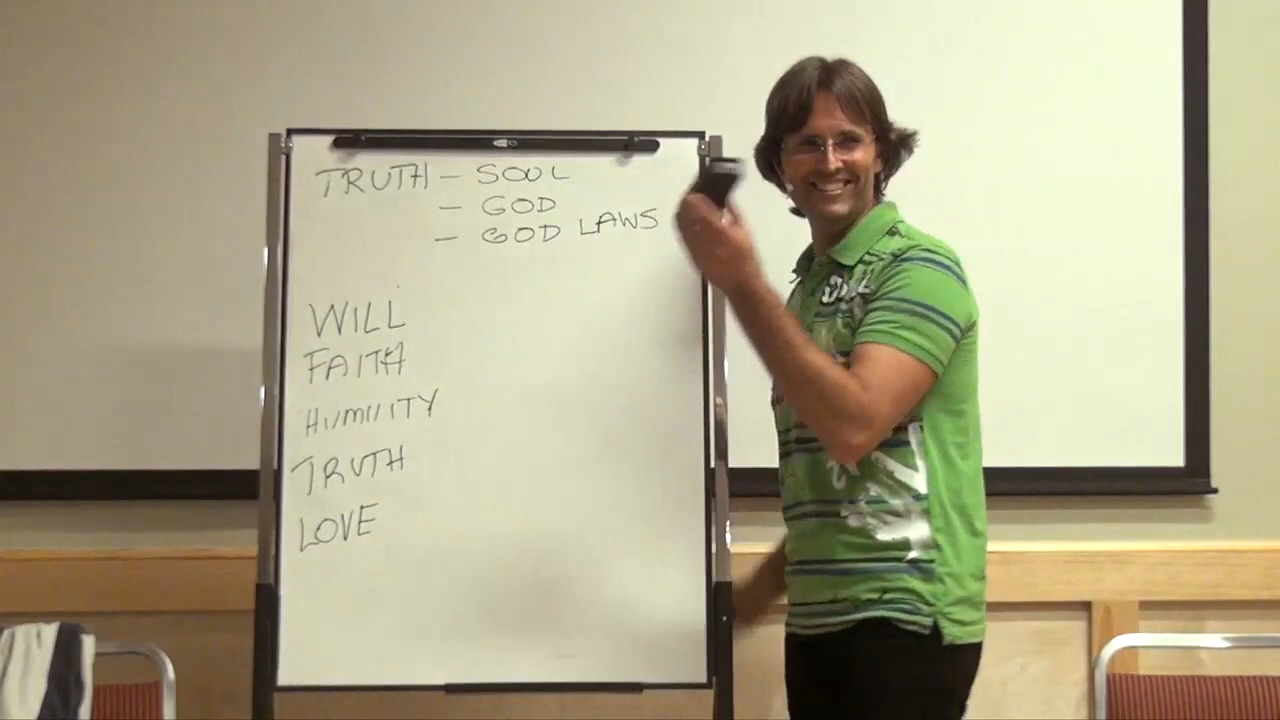 TRUTH - SOUL
- GOD
- GOD LAWS
WILL
FAITH
HUMILITY
TRUTH
LOVE